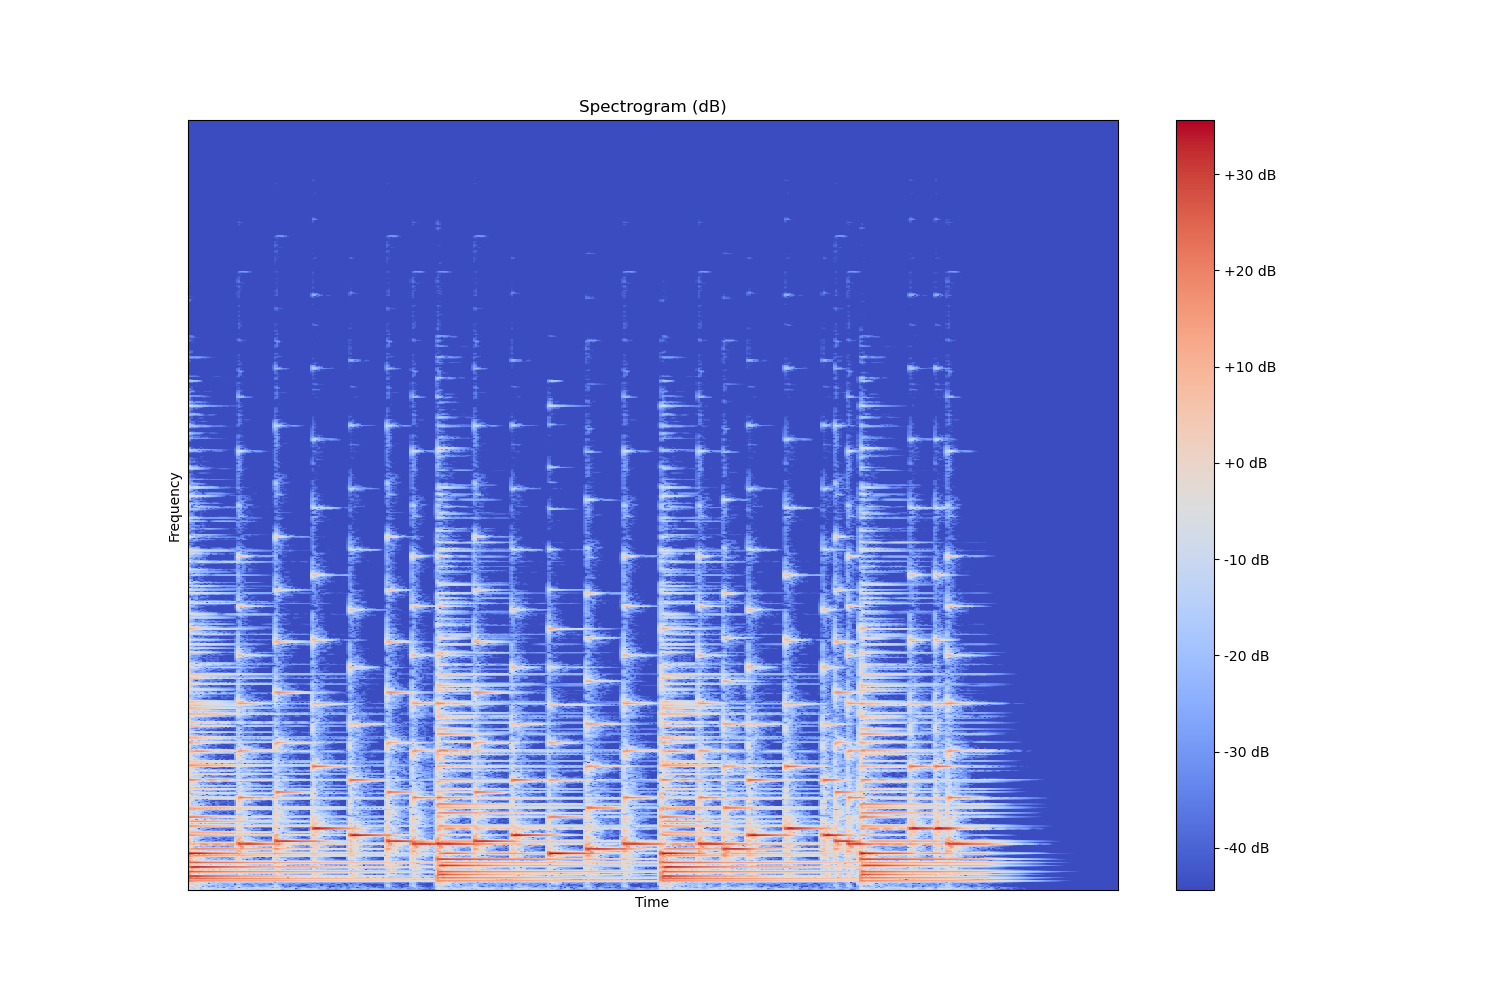 Spectrogram (dB)
Frequency
Time
+30 dB
+20 dB
+10 dB
+0 dB
-10 dB
-20 dB
-30 dB
-40 dB